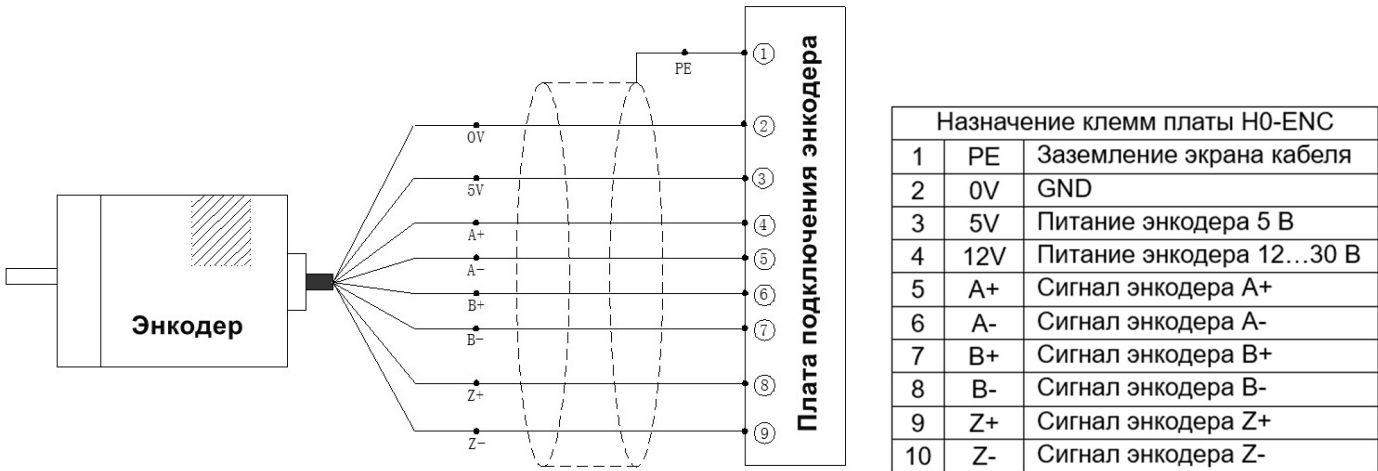 PE
0V
5V
A+
A-
B+
B-
Z+
Z-
Энкодер
1
2
3
4
5
6
7
8
9
Плата подключения энкодера
Назначение клемм платы H0-ENC
1 PE Заземление экрана кабеля
2 0V GND
3 5V Питание энкодера 5 В
4 12V Питание энкодера 12...30 В
5 A+ Сигнал энкодера A+
6 A- Сигнал энкодера A-
7 B+ Сигнал энкодера B+
8 B- Сигнал энкодера B-
9 Z+ Сигнал энкодера Z+
10 Z- Сигнал энкодера Z-